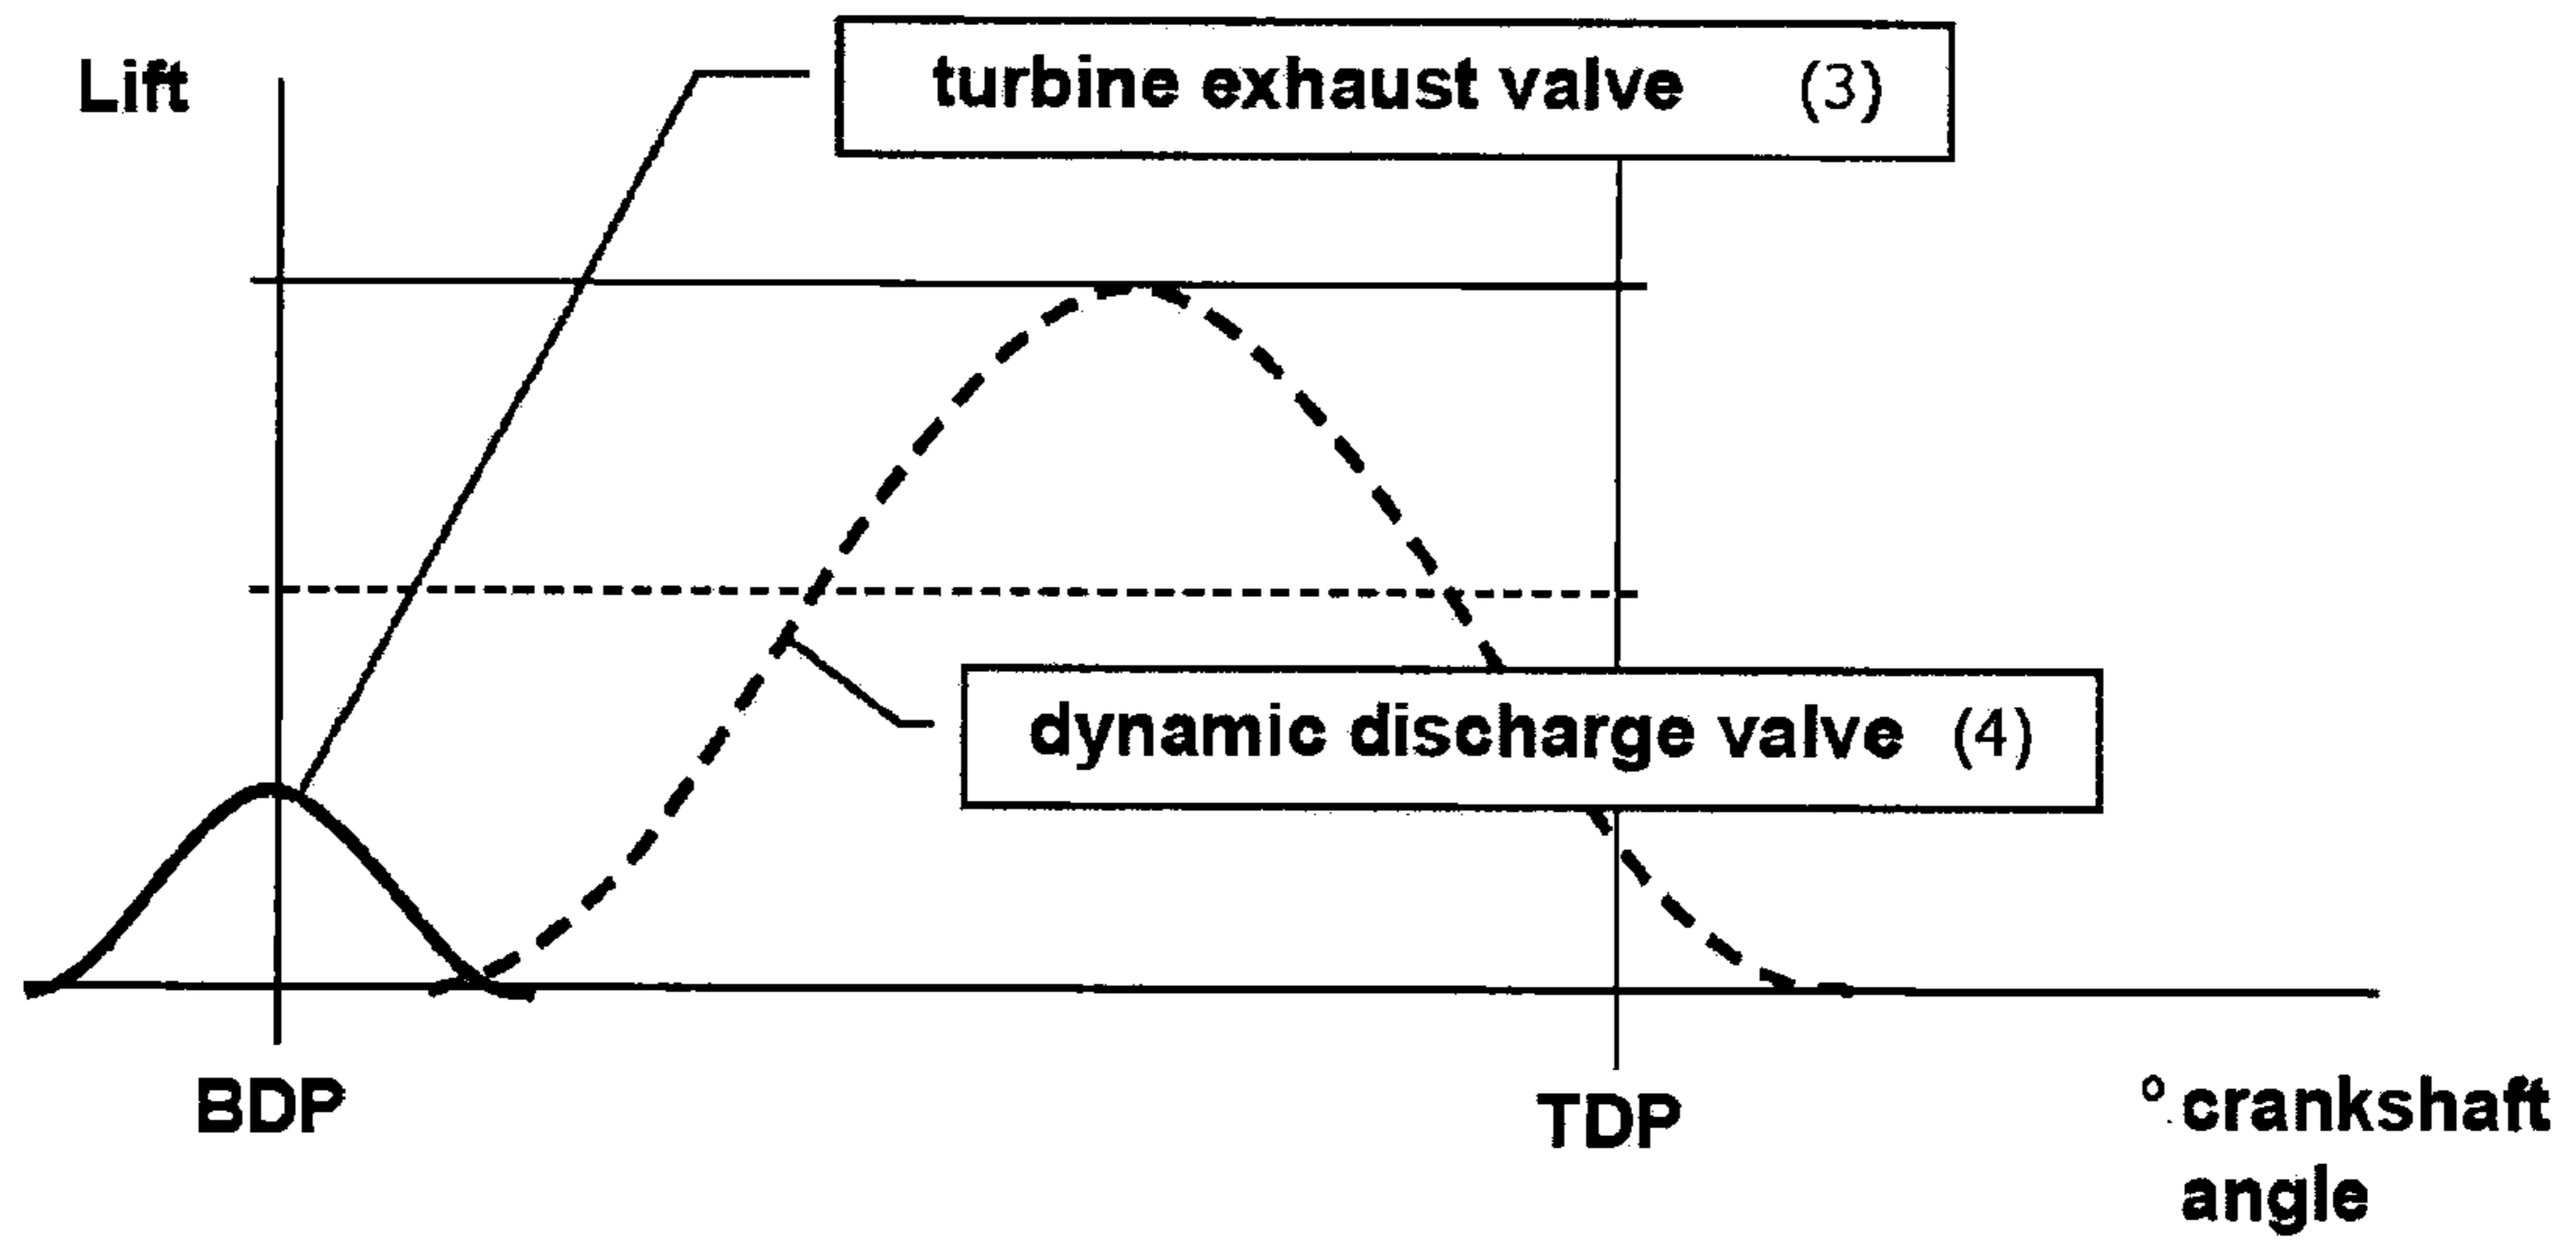 Lift
turbine exhaust valve (3)
dynamic discharge valve (4)
BDP
TDP
° crankshaft
angle